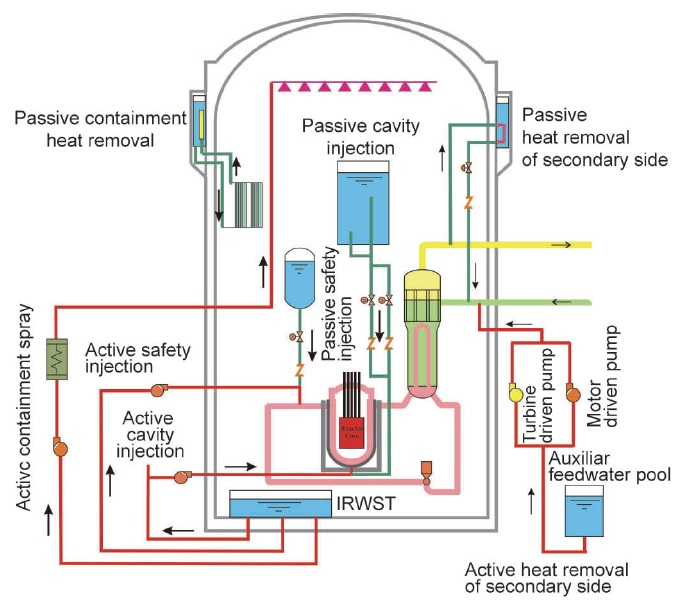 Passive containment
heat removal
Passive cavity
injection
Passive
heat removal
of secondary side
Passive safety
injection
Activc containment spray
Active safety
injection
Active
cavity
injection
Reactor
Core
Turbine
driven pump
Motor
driven pump
Auxiliar
feedwater pool
IRWST
Active heat removal
of secondary side